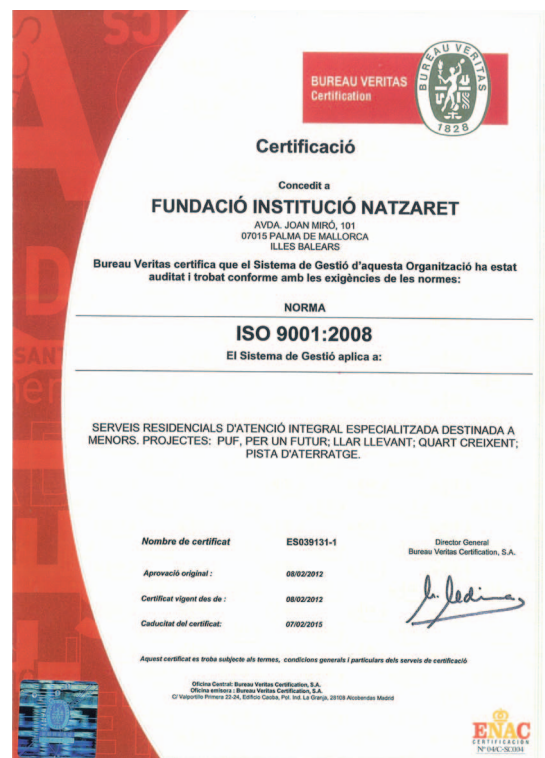 BUREAU VERITAS
Certification
BUREAU VERITAS
1828
Certificació
Concedit a
FUNDACIÓ INSTITUCIÓ NATZARET
AVDA. JOAN MIRÓ, 101
07015 PALMA DE MALLORCA
ILLES BALEARS
Bureau Veritas certifica que el Sistema de Gestió d'aquesta Organització ha estat
auditat i trobat conforme amb les exigències de les normes:
NORMA
ISO 9001:2008
El Sistema de Gestió aplica a:
SERVEIS RESIDENCIALS D'ATENCIÓ INTEGRAL ESPECIALITZADA DESTINADA A
MENORS. PROJECTES: PUF, PER UN FUTUR; LLAR LLEVANT; QUART CREIXENT;
PISTA D'ATERRATGE.
Nombre de certificat ES039131-1
Director General
Bureau Veritas Certification, S.A.
Aprovació original : 08/02/2012
Certificat vigent des de : 08/02/2012
Caducitat del certificat: 07/02/2015
Aquest certificat es troba subjecte als termes, condicions generals i particulars dels serveis de certificació
Oficina Central: Bureau Veritas Certification, S.A.
Oficina emisora : Bureau Veritas Certification, S.A.
C/ Valportillo Primera 22-24, Edificio Caoba, Pol. Ind. La Granja, 28108 Alcobendas Madrid
ENAC
CERTIFICACIÓN
Nº 04/C-SC004